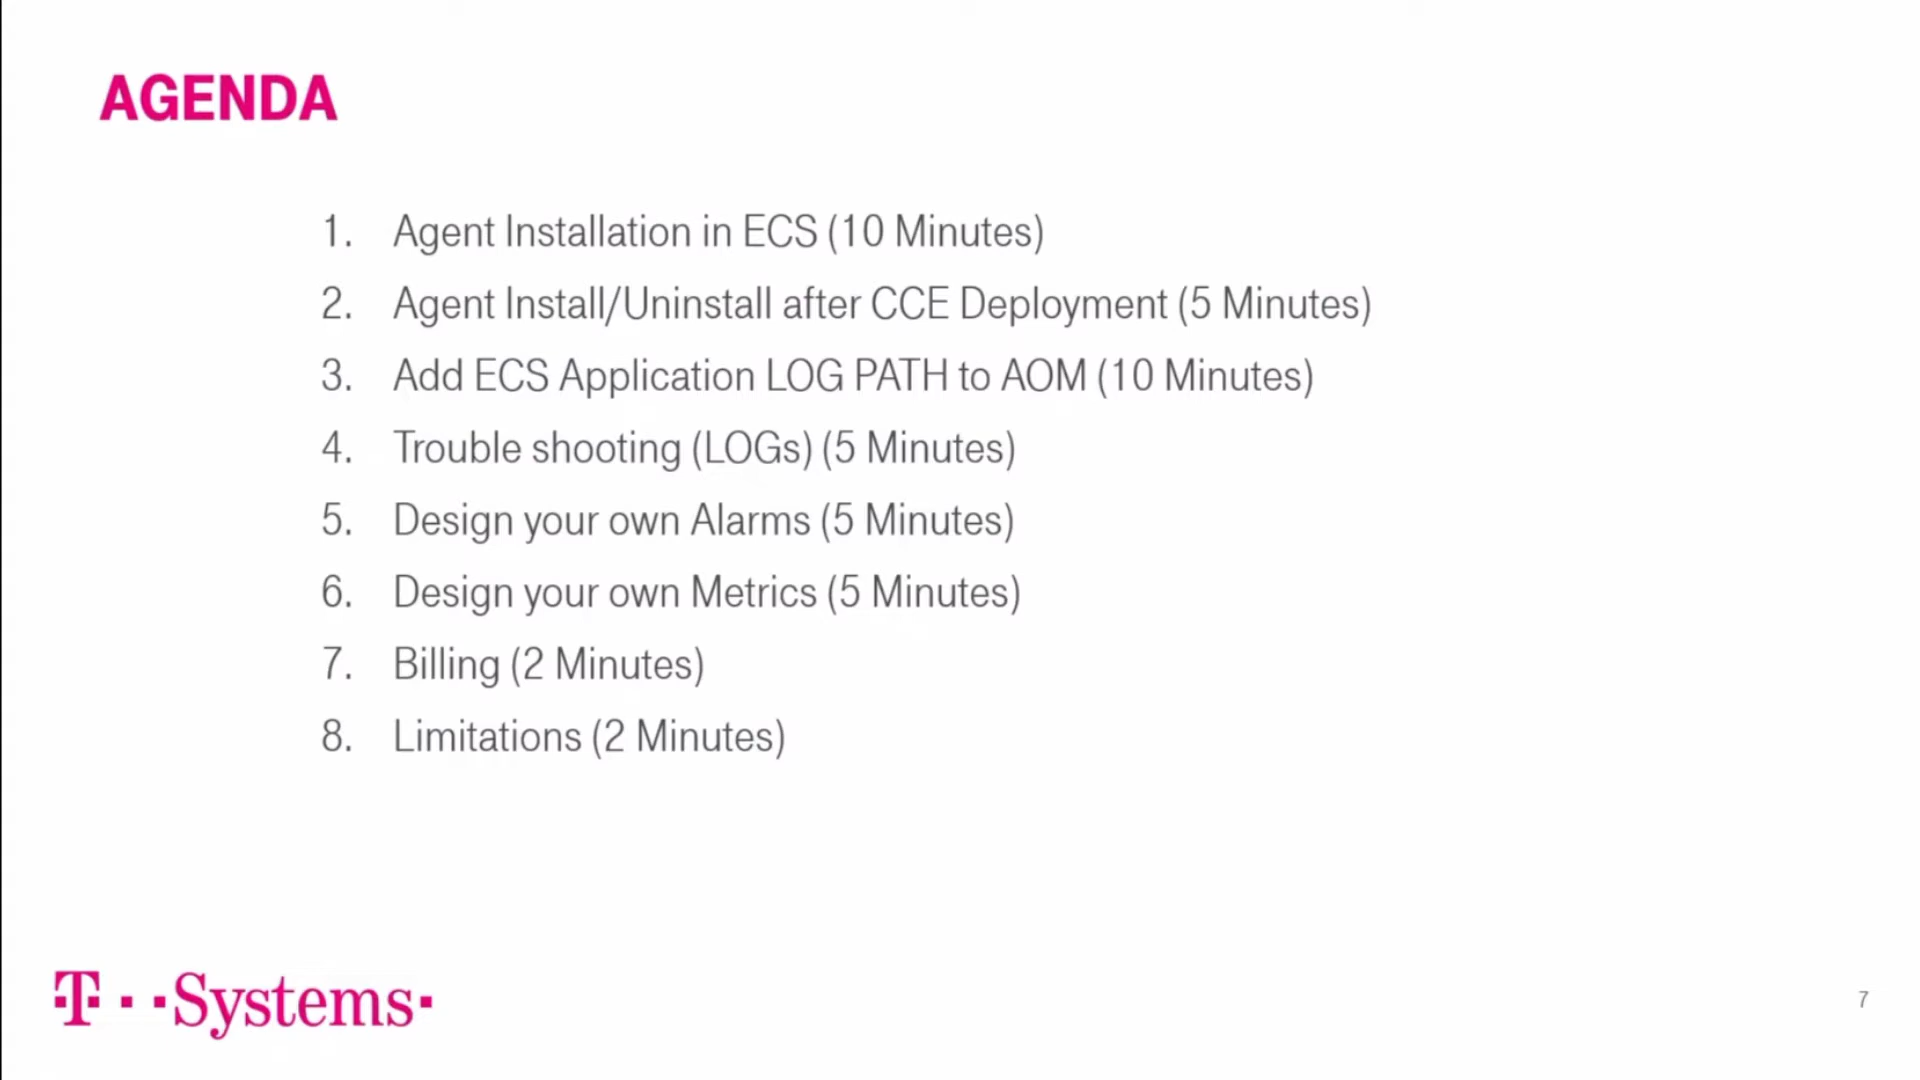 AGENDA
1. Agent Installation in ECS (10 Minutes)
2. Agent Install/Uninstall after CCE Deployment (5 Minutes)
3. Add ECS Application LOG PATH to AOM (10 Minutes)
4. Trouble shooting (LOGs) (5 Minutes)
5. Design your own Alarms (5 Minutes)
6. Design your own Metrics (5 Minutes)
7. Billing (2 Minutes)
8. Limitations (2 Minutes)
T··Systems·
7